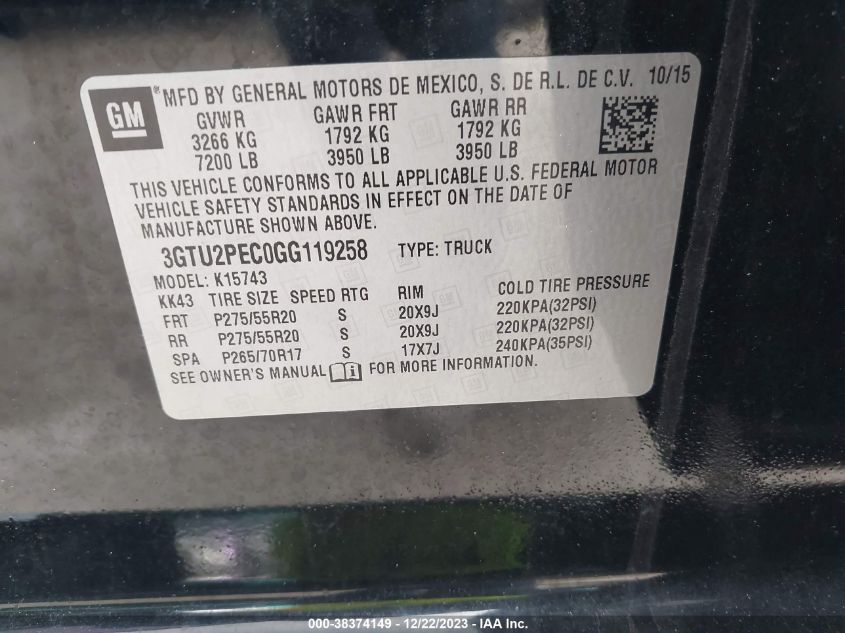 GM
® MFD BY GENERAL MOTORS DE MEXICO, S. DE R.L. DE C.V. 10/15
GVWR GAWR FRT GAWR RR
3266 KG 1792 KG 1792 KG
7200 LB 3950 LB 3950 LB
THIS VEHICLE CONFORMS TO ALL APPLICABLE U.S. FEDERAL MOTOR
VEHICLE SAFETY STANDARDS IN EFFECT ON THE DATE OF
MANUFACTURE SHOWN ABOVE.
3GTU2PEC0GG119258 TYPE: TRUCK
MODEL: K15743
KK43 TIRE SIZE SPEED RTG RIM COLD TIRE PRESSURE
FRT P275/55R20 S 20X9J 220KPA(32PSI)
RR P275/55R20 S 20X9J 220KPA(32PSI)
SPA P265/70R17 S 17X7J 240KPA(35PSI)
SEE OWNER'S MANUAL FOR MORE INFORMATION.
000-38374149 - 12/22/2023 - IAA Inc.